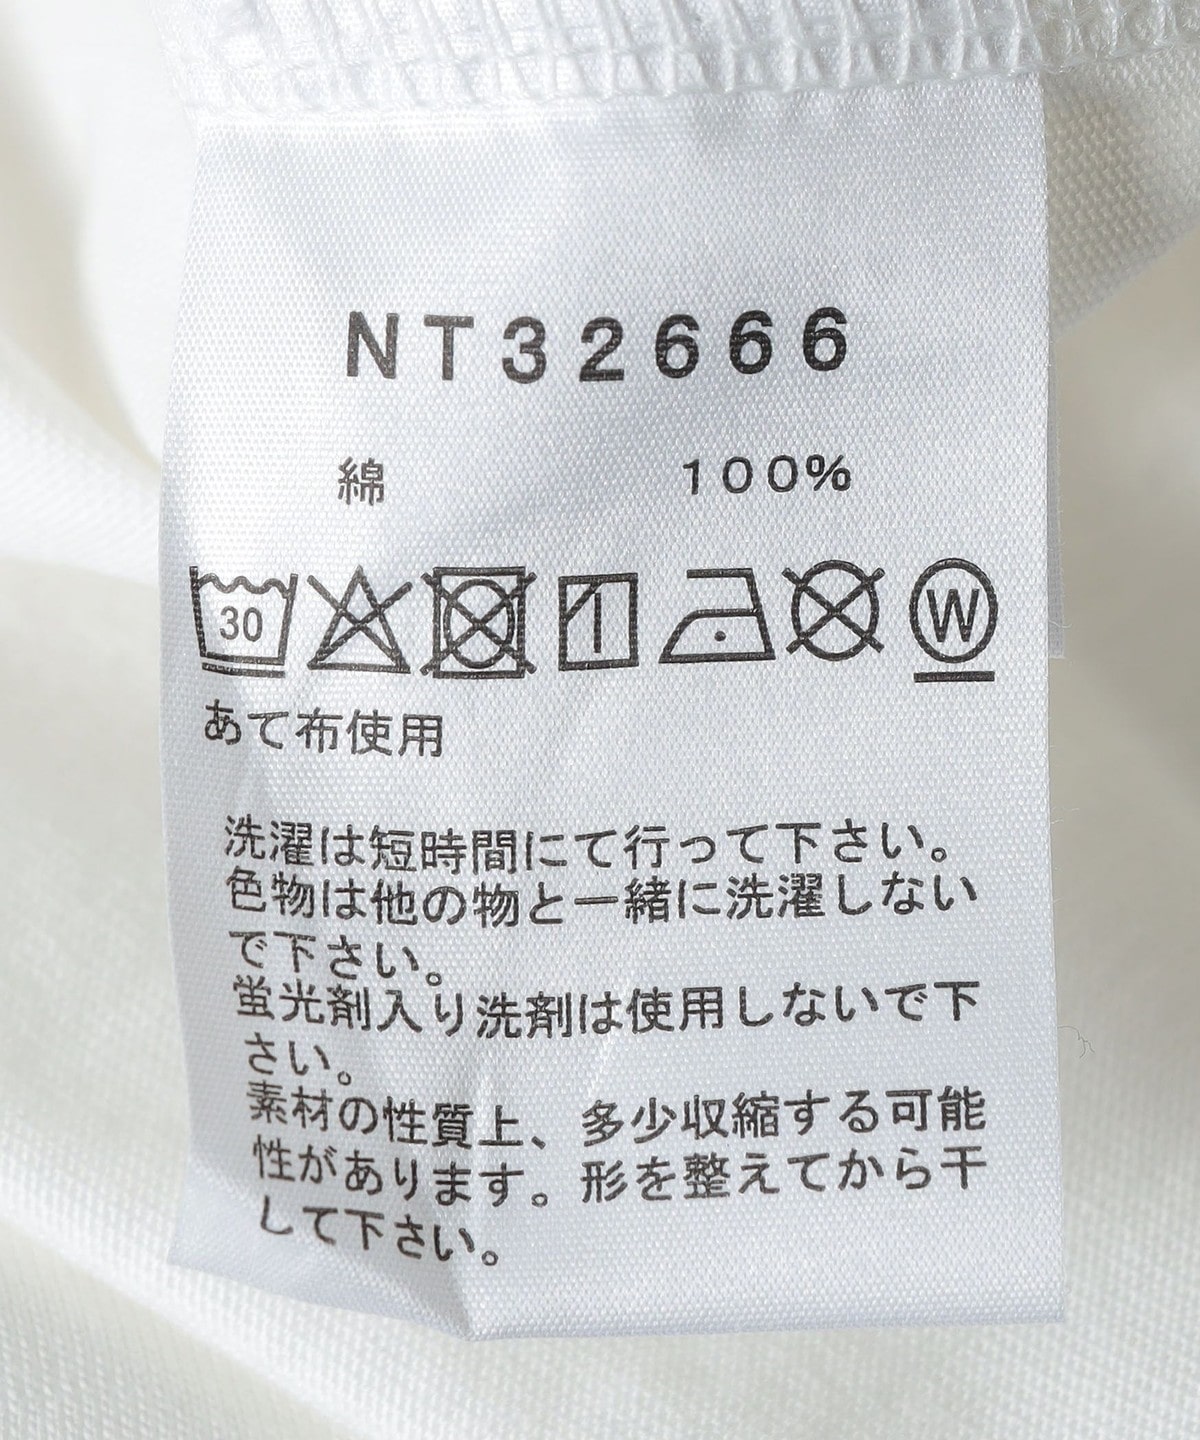 NT32666
綿 100%
30 W
あて布使用
洗濯は短時間にて行って下さい。
色物は他の物と一緒に洗濯しない
で下さい。
蛍光剤入り洗剤は使用しないで下
さい。
素材の性質上、多少収縮する可能
性があります。形を整えてから干
して下さい。